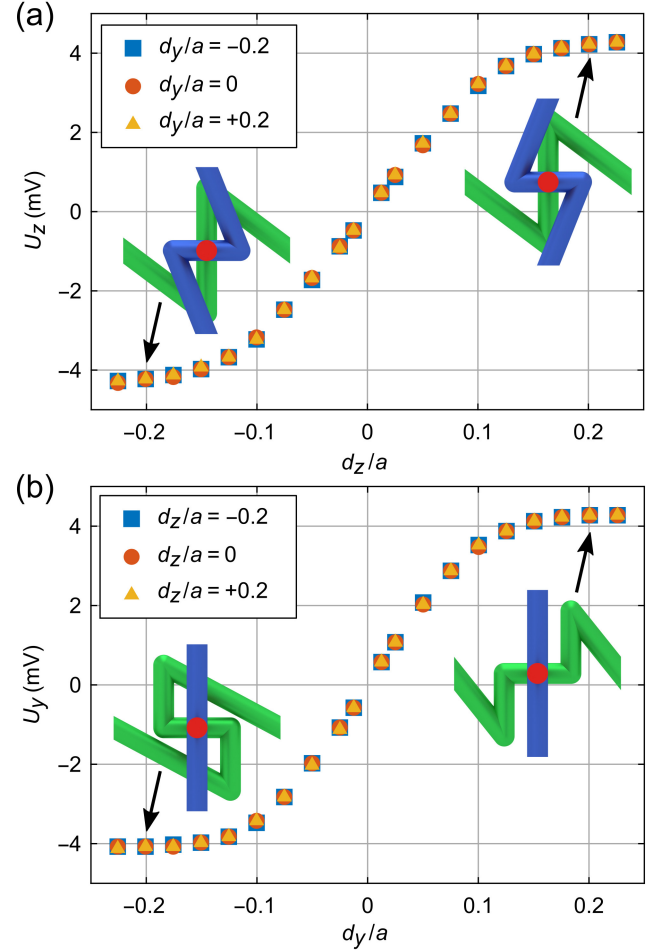 (a)
d_y/a = −0.2
d_y/a = 0
d_y/a = +0.2
U_z (mV)
4
2
0
−2
−4
−0.2 −0.1 0 0.1 0.2
d_z/a
(b)
d_z/a = −0.2
d_z/a = 0
d_z/a = +0.2
U_y (mV)
4
2
0
−2
−4
−0.2 −0.1 0 0.1 0.2
d_y/a